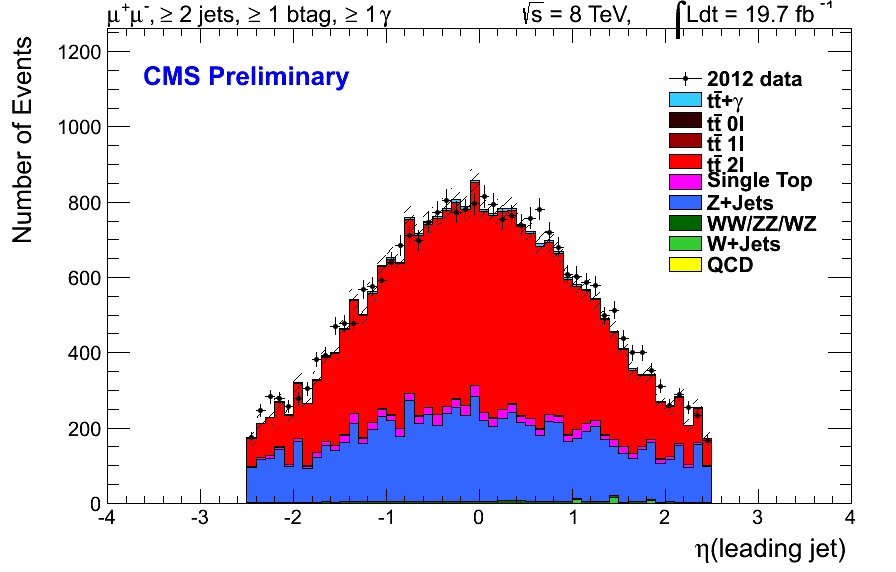 μ⁺μ⁻, ≥ 2 jets, ≥ 1 btag, ≥ 1 γ
√s = 8 TeV, ∫Ldt = 19.7 fb⁻¹
CMS Preliminary
2012 data
tt̄+γ
tt̄ 0l
tt̄ 1l
tt̄ 2l
Single Top
Z+Jets
WW/ZZ/WZ
W+Jets
QCD
Number of Events
1200
1000
800
600
400
200
0
-4 -3 -2 -1 0 1 2 3 4
η(leading jet)